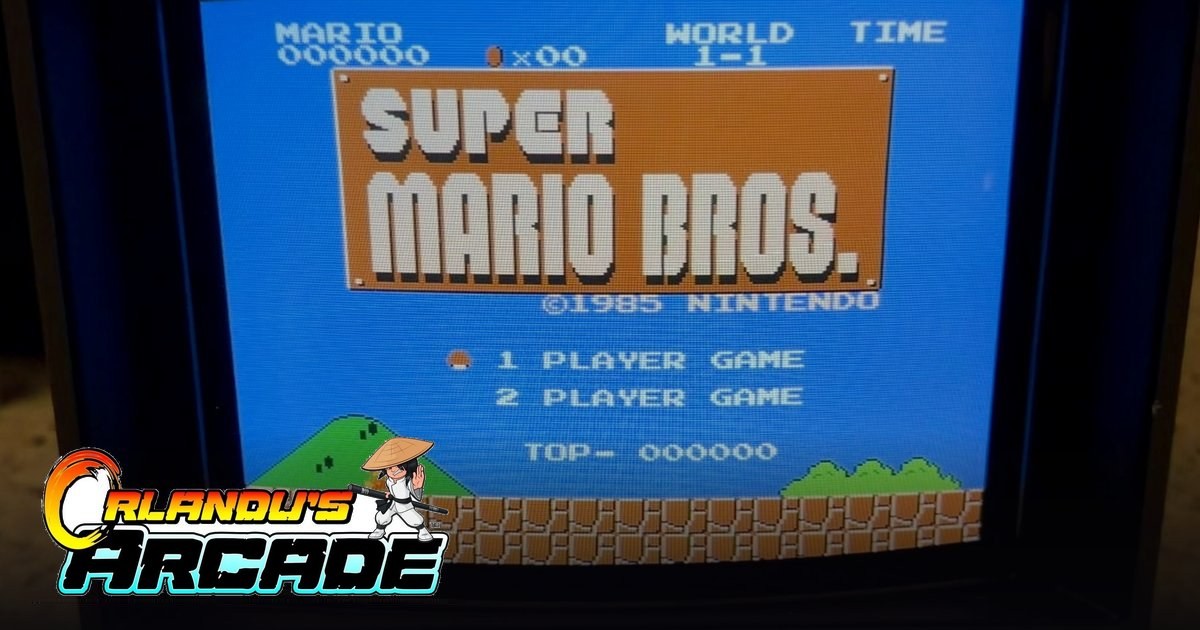 MARIO WORLD TIME
000000 ×00 1-1
SUPER
MARIO BROS.
©1985 NINTENDO
1 PLAYER GAME
2 PLAYER GAME
TOP- 000000
ORLANDU'S
ARCADE